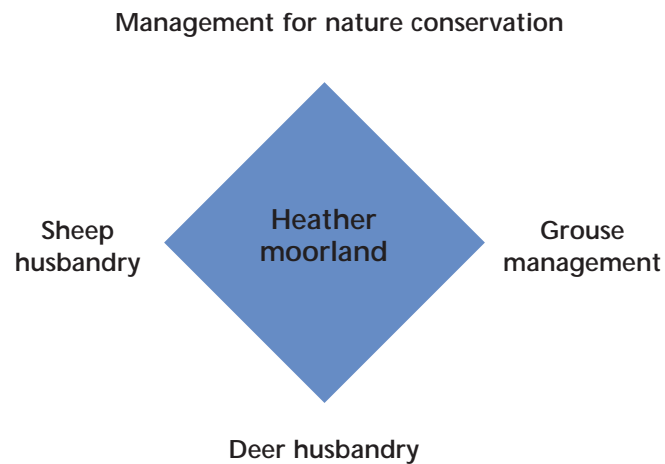 Management for nature conservation
Sheep
husbandry
Heather
moorland
Grouse
management
Deer husbandry